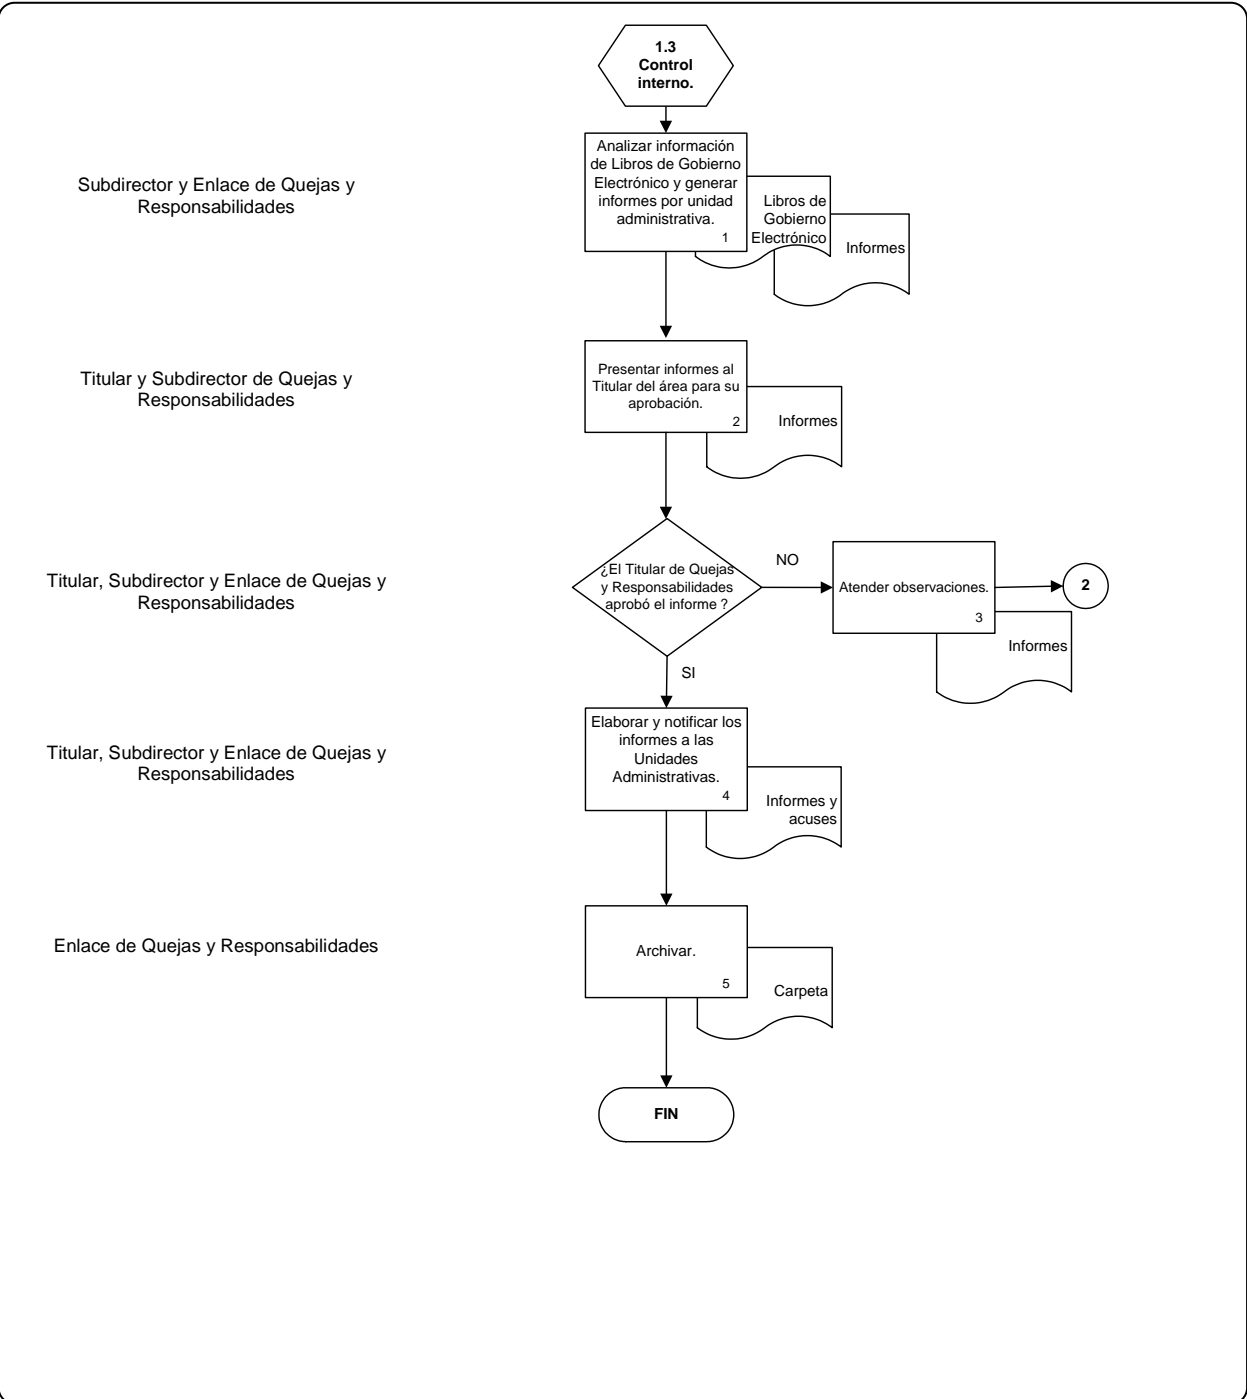 1.3
Control
interno.
Subdirector y Enlace de Quejas y
Responsabilidades
Analizar información
de Libros de Gobierno
Electrónico y generar
informes por unidad
administrativa.
1
Libros de
Gobierno
Electrónico
Informes
Titular y Subdirector de Quejas y
Responsabilidades
Presentar informes al
Titular del área para su
aprobación.
2
Informes
Titular, Subdirector y Enlace de Quejas y
Responsabilidades
¿El Titular de Quejas
y Responsabilidades
aprobó el informe ?
NO
Atender observaciones.
3
2
Informes
SI
Titular, Subdirector y Enlace de Quejas y
Responsabilidades
Elaborar y notificar los
informes a las
Unidades
Administrativas.
4
Informes y
acuses
Enlace de Quejas y Responsabilidades
Archivar.
5
Carpeta
FIN